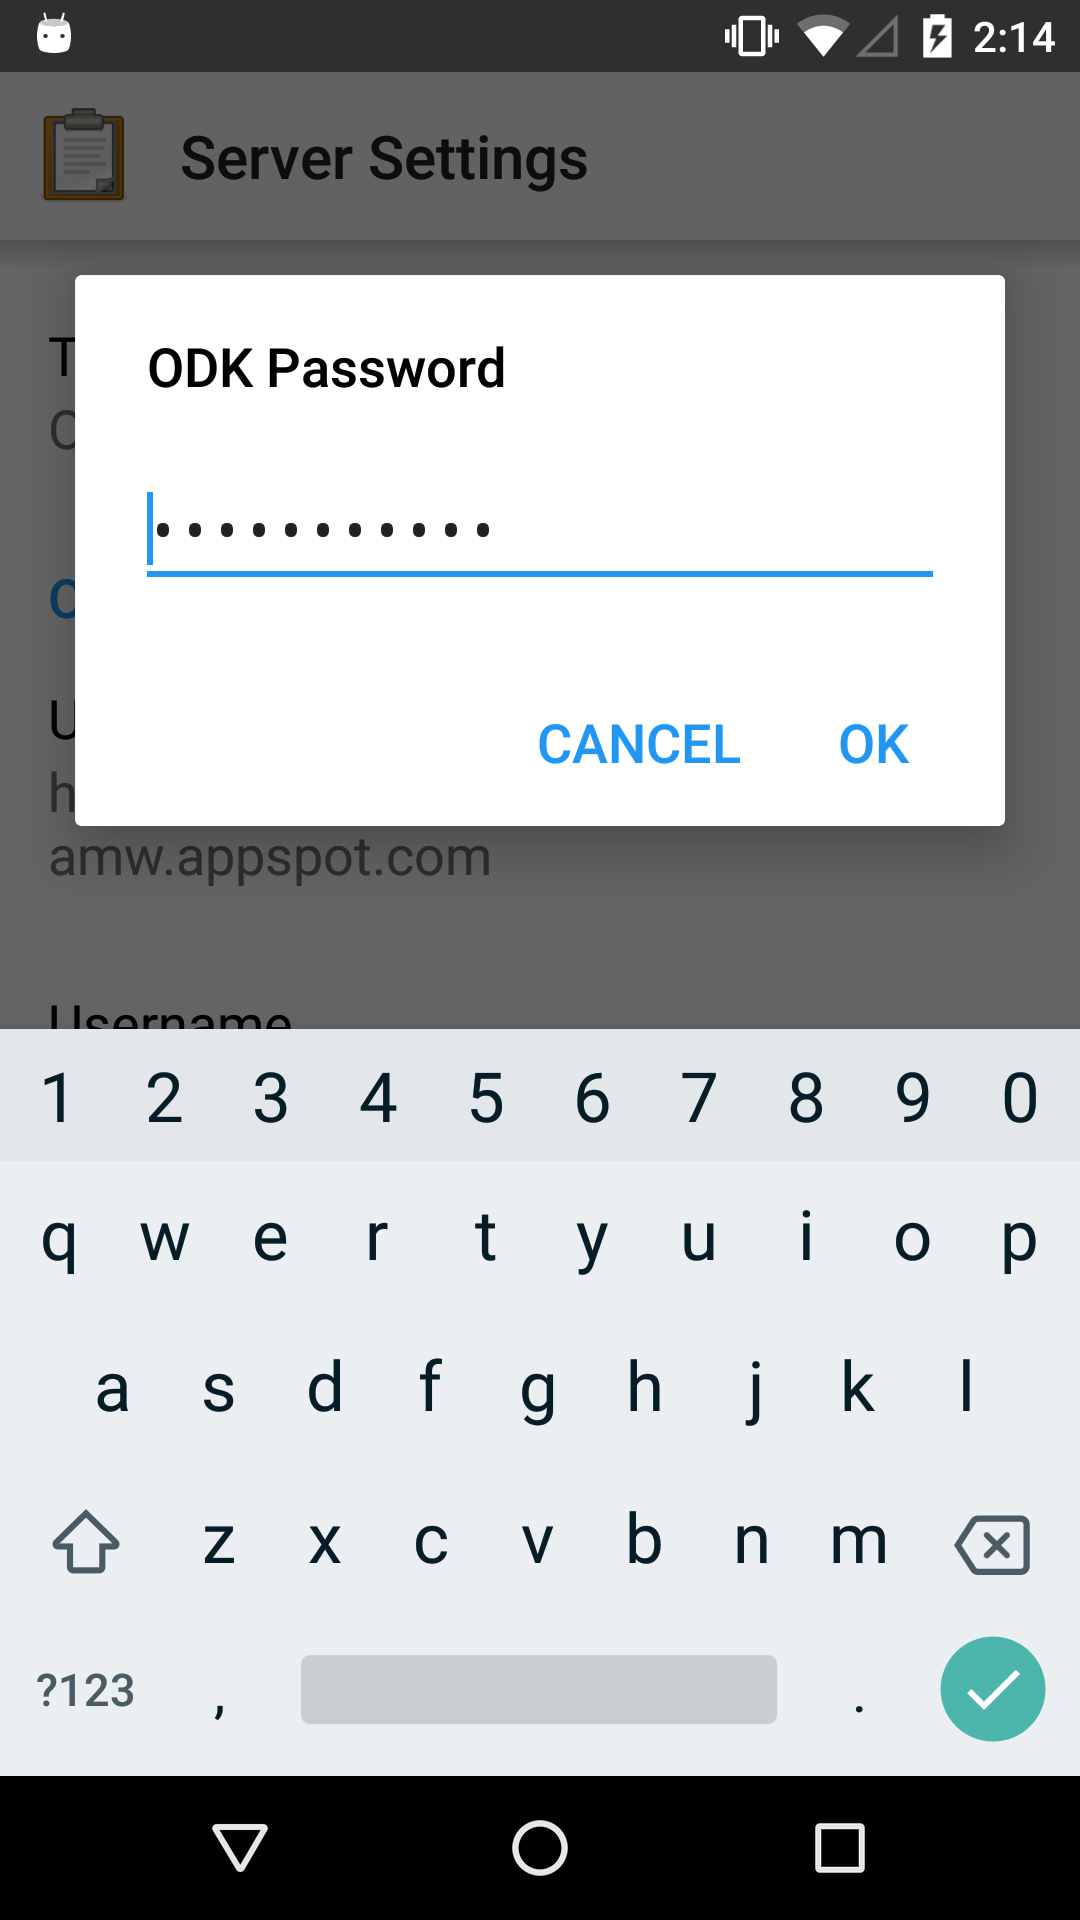 2:14
Server Settings
T
ODK Password
•••••••••••
CANCEL OK
U
h
amw.appspot.com
Username
1 2 3 4 5 6 7 8 9 0
q w e r t y u i o p
a s d f g h j k l
z x c v b n m
?123 , .